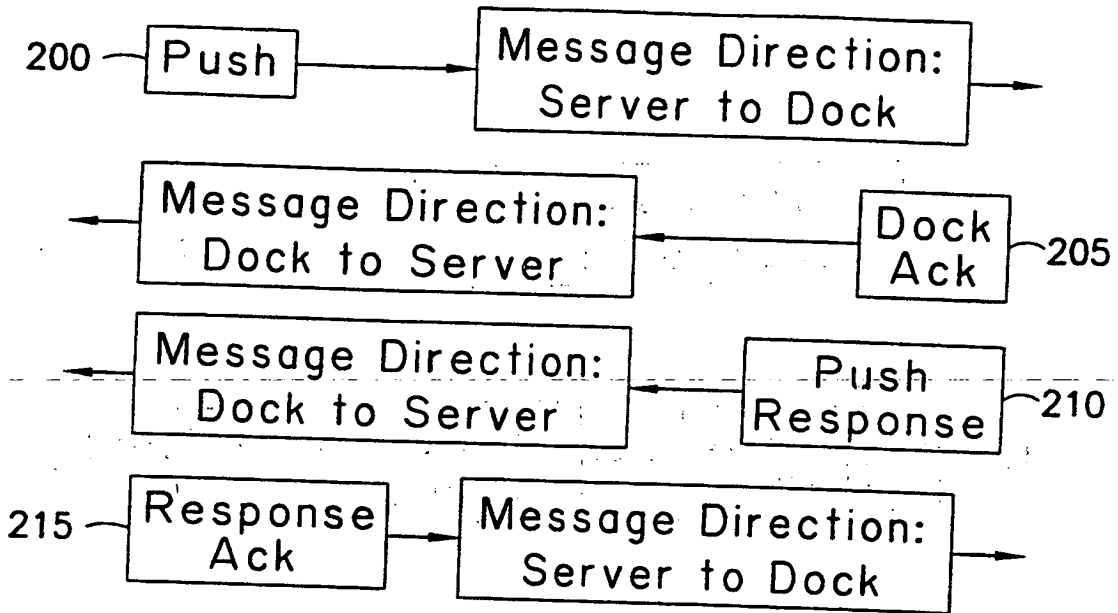 200
Push
Message Direction:
Server to Dock
Message Direction:
Dock to Server
Dock
Ack
205
Message Direction:
Dock to Server
Push
Response
210
215
Response
Ack
Message Direction:
Server to Dock